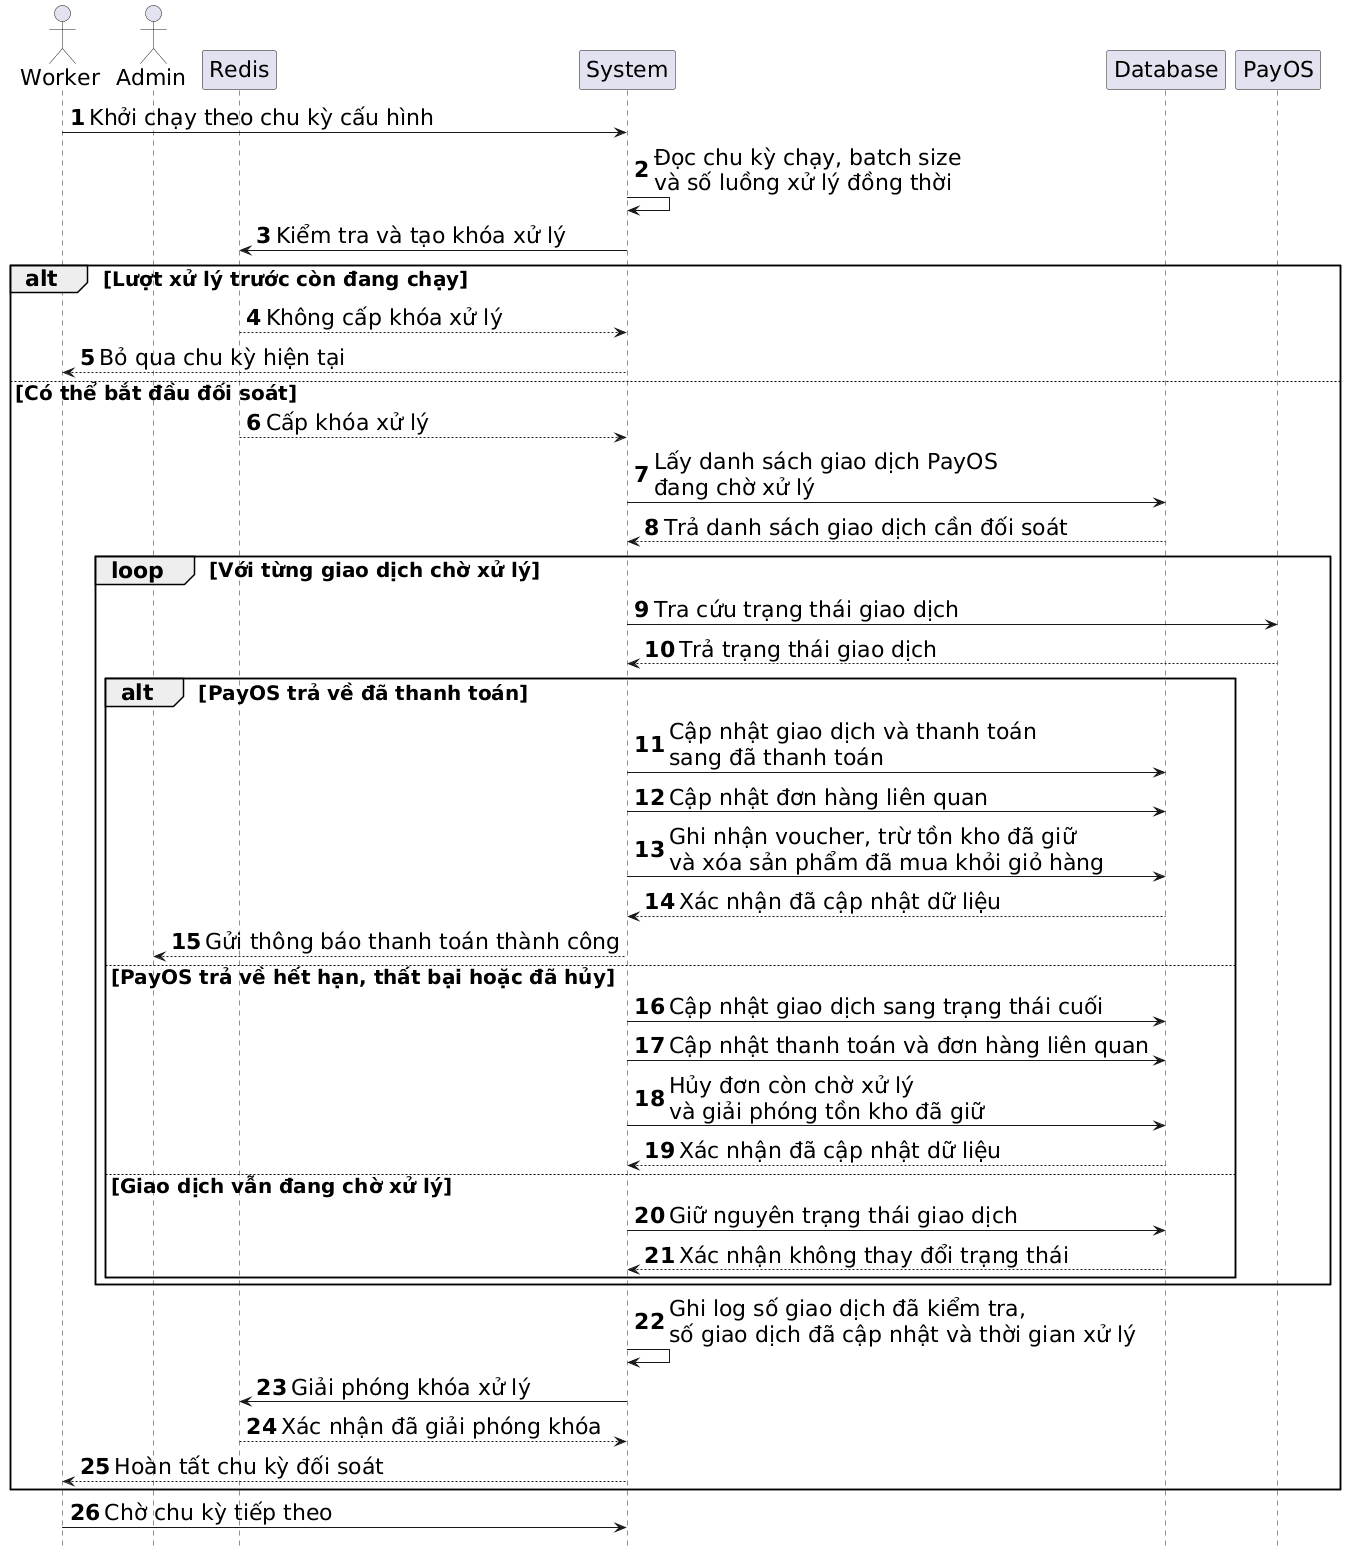 Worker
Admin
Redis
System
Database
PayOS
1 Khởi chạy theo chu kỳ cấu hình
2 Đọc chu kỳ chạy, batch size
và số luồng xử lý đồng thời
3 Kiểm tra và tạo khóa xử lý
alt [Lượt xử lý trước còn đang chạy]
4 Không cấp khóa xử lý
5 Bỏ qua chu kỳ hiện tại
[Có thể bắt đầu đối soát]
6 Cấp khóa xử lý
7 Lấy danh sách giao dịch PayOS
đang chờ xử lý
8 Trả danh sách giao dịch cần đối soát
loop [Với từng giao dịch chờ xử lý]
9 Tra cứu trạng thái giao dịch
10 Trả trạng thái giao dịch
alt [PayOS trả về đã thanh toán]
11 Cập nhật giao dịch và thanh toán
sang đã thanh toán
12 Cập nhật đơn hàng liên quan
13 Ghi nhận voucher, trừ tồn kho đã giữ
và xóa sản phẩm đã mua khỏi giỏ hàng
14 Xác nhận đã cập nhật dữ liệu
15 Gửi thông báo thanh toán thành công
[PayOS trả về hết hạn, thất bại hoặc đã hủy]
16 Cập nhật giao dịch sang trạng thái cuối
17 Cập nhật thanh toán và đơn hàng liên quan
18 Hủy đơn còn chờ xử lý
và giải phóng tồn kho đã giữ
19 Xác nhận đã cập nhật dữ liệu
[Giao dịch vẫn đang chờ xử lý]
20 Giữ nguyên trạng thái giao dịch
21 Xác nhận không thay đổi trạng thái
22 Ghi log số giao dịch đã kiểm tra,
số giao dịch đã cập nhật và thời gian xử lý
23 Giải phóng khóa xử lý
24 Xác nhận đã giải phóng khóa
25 Hoàn tất chu kỳ đối soát
26 Chờ chu kỳ tiếp theo